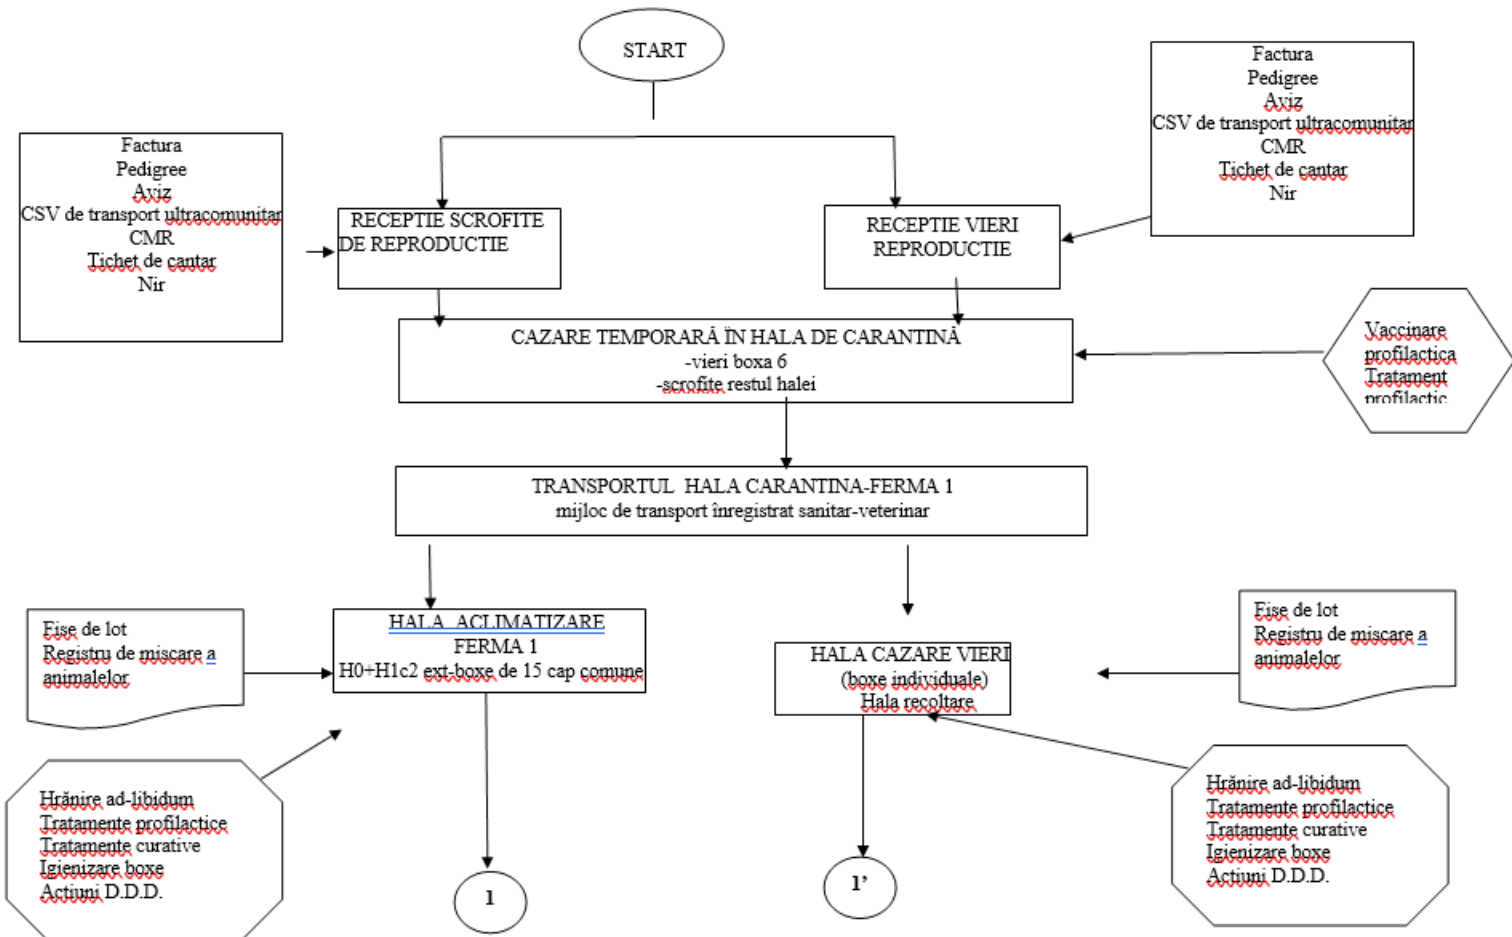 START
Factura
Pedigree
Aviz
CSV de transport ultracomunitar
CMR
Tichet de cantar
Nir
Factura
Pedigree
Aviz
CSV de transport ultracomunitar
CMR
Tichet de cantar
Nir
RECEPTIE SCROFITE
DE REPRODUCTIE
RECEPTIE VIERI
REPRODUCTIE
CAZARE TEMPORARĂ ÎN HALA DE CARANTINĂ
-vieri boxa 6
-scrofite restul halei
Vaccinare
profilactica
Tratament
profilactic
TRANSPORTUL HALA CARANTINA-FERMA 1
mijloc de transport înregistrat sanitar-veterinar
Fise de lot
Registru de miscare a
animalelor
HALA ACLIMATIZARE
FERMA 1
H0+H1c2 ext-boxe de 15 cap comune
HALA CAZARE VIERI
(boxe individuale)
Hala recoltare
Fise de lot
Registru de miscare a
animalelor
Hrănire ad-libidum
Tratamente profilactice
Tratamente curative
Igienizare boxe
Actiuni D.D.D.
1
1’
Hrănire ad-libidum
Tratamente profilactice
Tratamente curative
Igienizare boxe
Actiuni D.D.D.